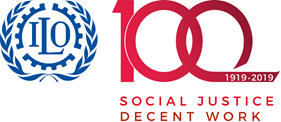 ILO
100
1919-2019
SOCIAL JUSTICE
DECENT WORK